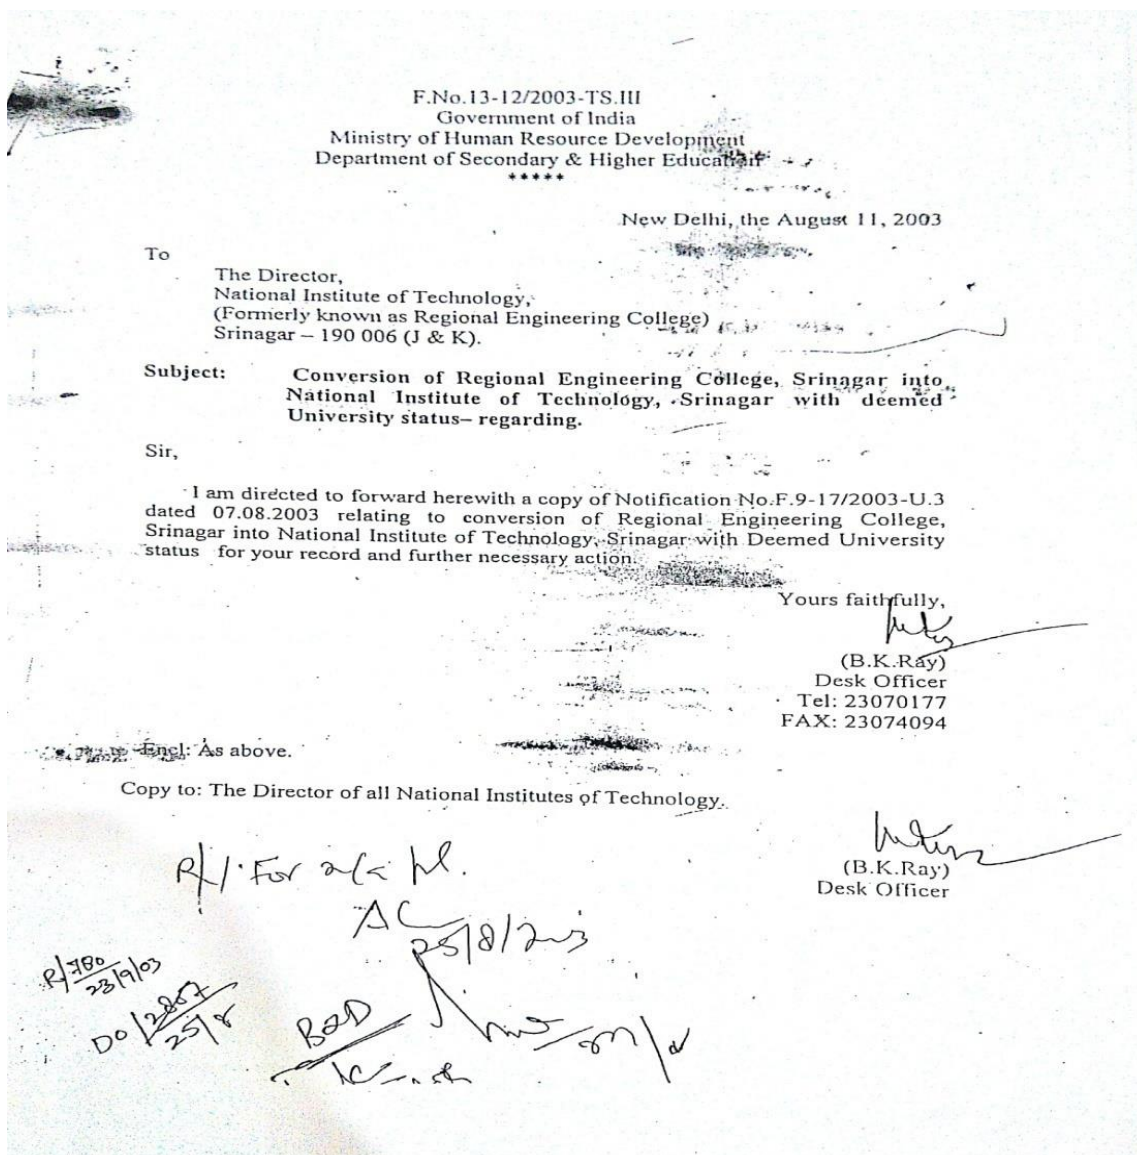 F.No.13-12/2003-TS.III
Government of India
Ministry of Human Resource Development
Department of Secondary & Higher Education
*****
New Delhi, the August 11, 2003
To
The Director,
National Institute of Technology,
(Formerly known as Regional Engineering College)
Srinagar – 190 006 (J & K).
Subject: Conversion of Regional Engineering College, Srinagar into
National Institute of Technology, Srinagar with deemed
University status– regarding.
Sir,
I am directed to forward herewith a copy of Notification No.F.9-17/2003-U.3
dated 07.08.2003 relating to conversion of Regional Engineering College,
Srinagar into National Institute of Technology, Srinagar with Deemed University
status for your record and further necessary action.
Yours faithfully,
(B.K.Ray)
Desk Officer
Tel: 23070177
FAX: 23074094
Encl: As above.
Copy to: The Director of all National Institutes of Technology.
(B.K.Ray)
Desk Officer
For
AC
25/8/2003
23/9/03
DO/2857
25/8